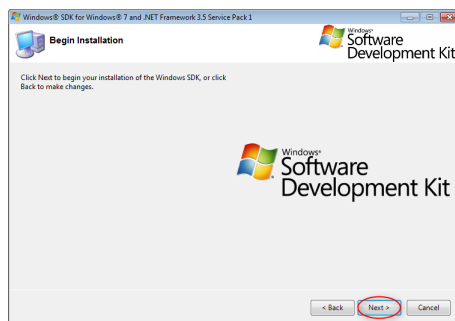 Windows® SDK for Windows® 7 and .NET Framework 3.5 Service Pack 1
Begin Installation
Windows®
Software
Development Kit
Click Next to begin your installation of the Windows SDK, or click
Back to make changes.
Windows®
Software
Development Kit
< Back
Next >
Cancel